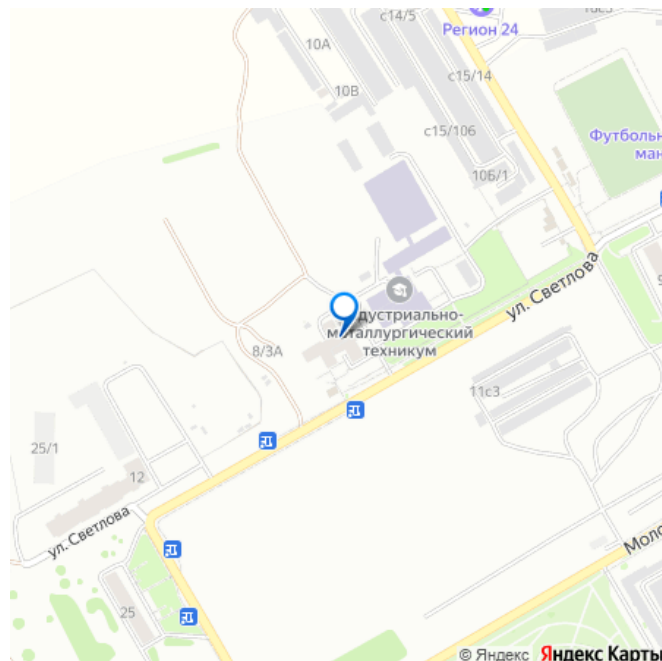 с14/5
Регион 24
10А
с15/14
10В
с15/106
Футбольн
ман
10Б/1
ул. Светлова
дустриально-
металлургический
техникум
8/3А
11с3
25/1
12
ул. Светлова
Моло
25
© Яндекс Яндекс Карты